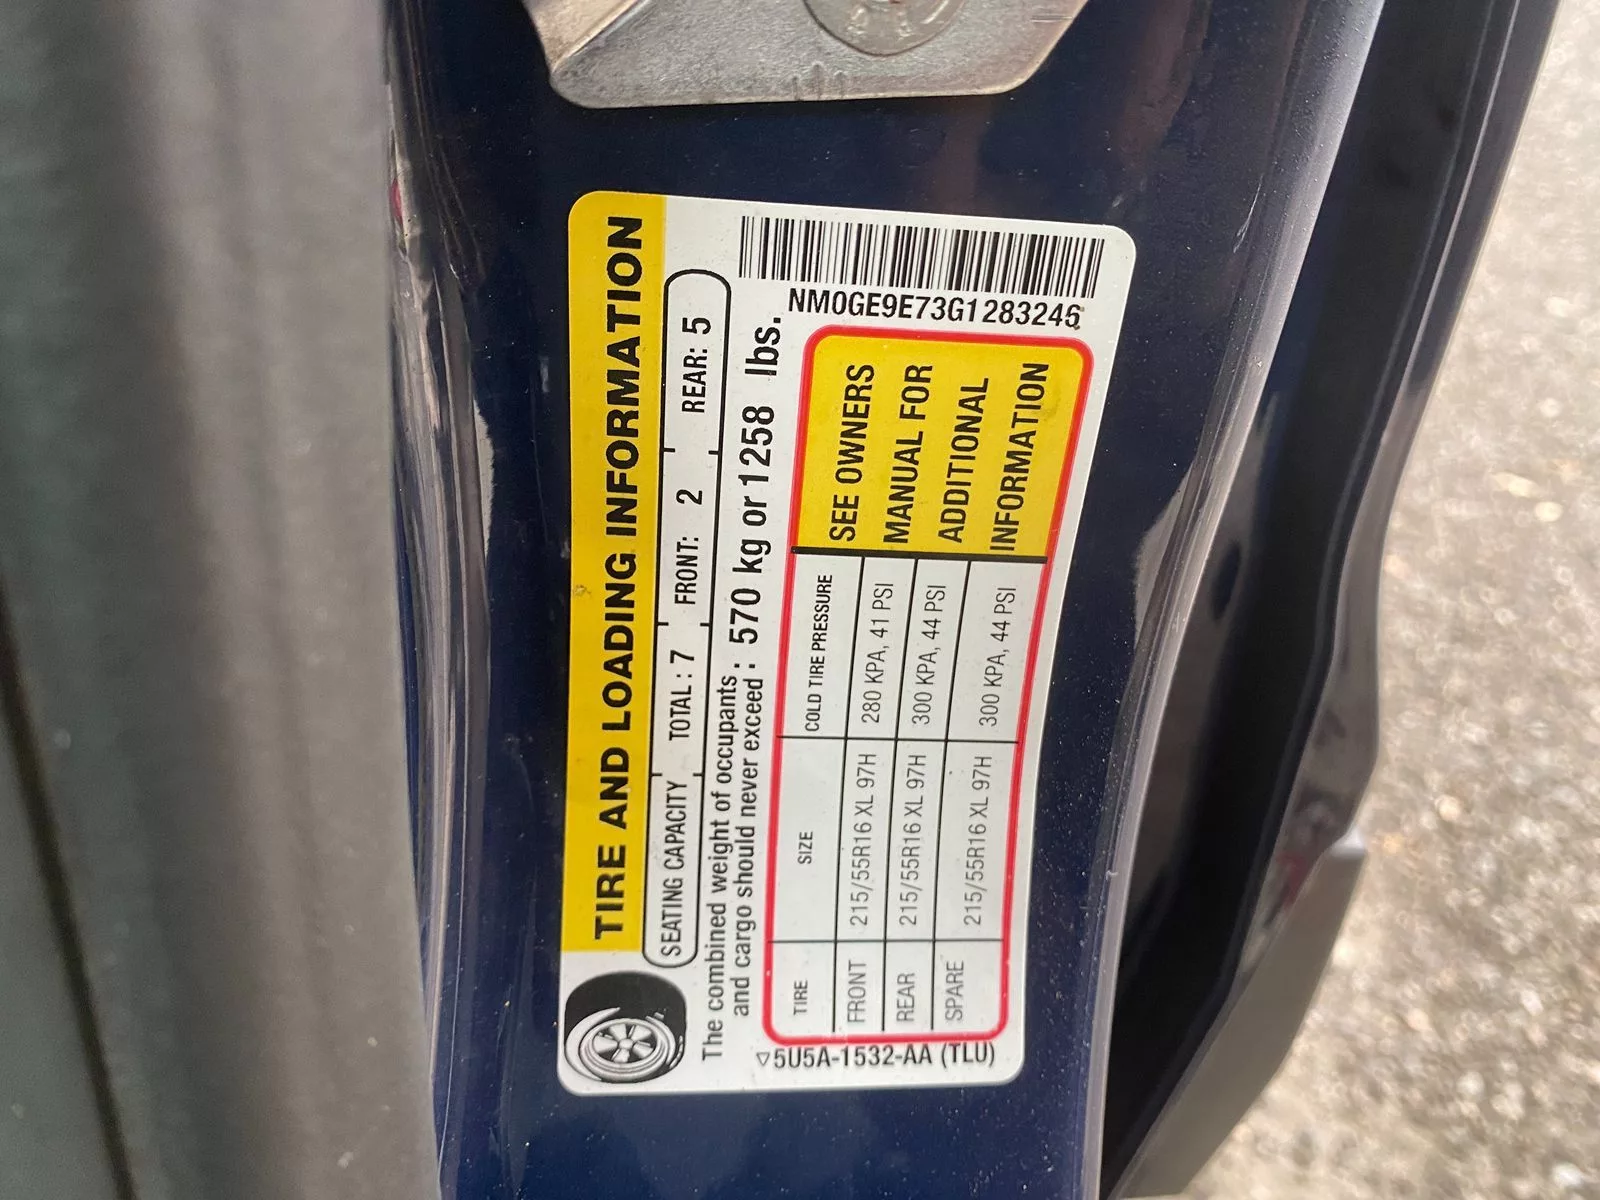 TIRE AND LOADING INFORMATION
SEATING CAPACITY TOTAL : 7 FRONT: 2 REAR: 5
The combined weight of occupants :
and cargo should never exceed : 570 kg or 1258 lbs.
NM0GE9E73G1283246
TIRE SIZE COLD TIRE PRESSURE
FRONT 215/55R16 XL 97H 280 KPA, 41 PSI
REAR 215/55R16 XL 97H 300 KPA, 44 PSI
SPARE 215/55R16 XL 97H 300 KPA, 44 PSI
SEE OWNERS
MANUAL FOR
ADDITIONAL
INFORMATION
▽5U5A-1532-AA (TLU)